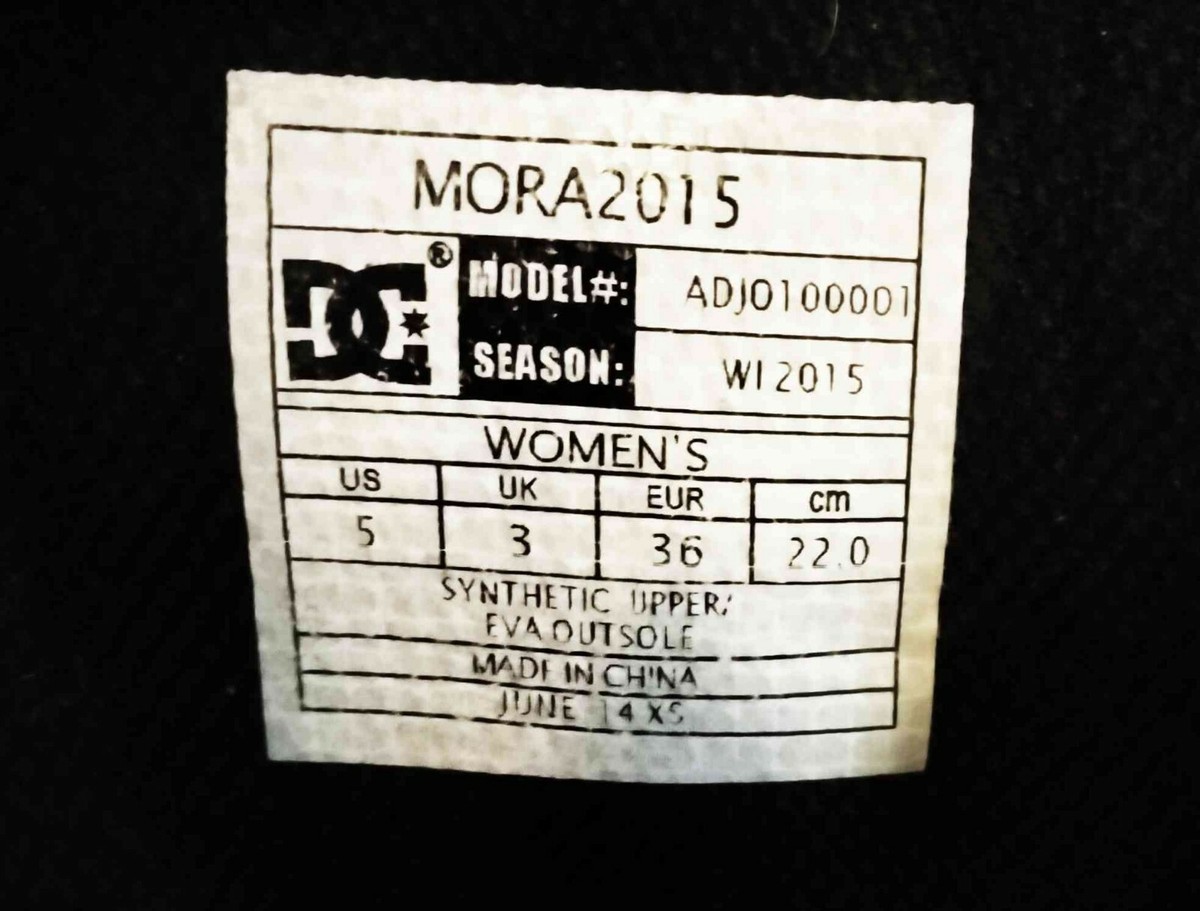 MORA2015
DC®
MODEL#: ADJO100001
SEASON: WI 2015
WOMEN'S
US UK EUR cm
5 3 36 22.0
SYNTHETIC UPPER/
EVA OUTSOLE
MADE IN CHINA
JUNE 14 XS